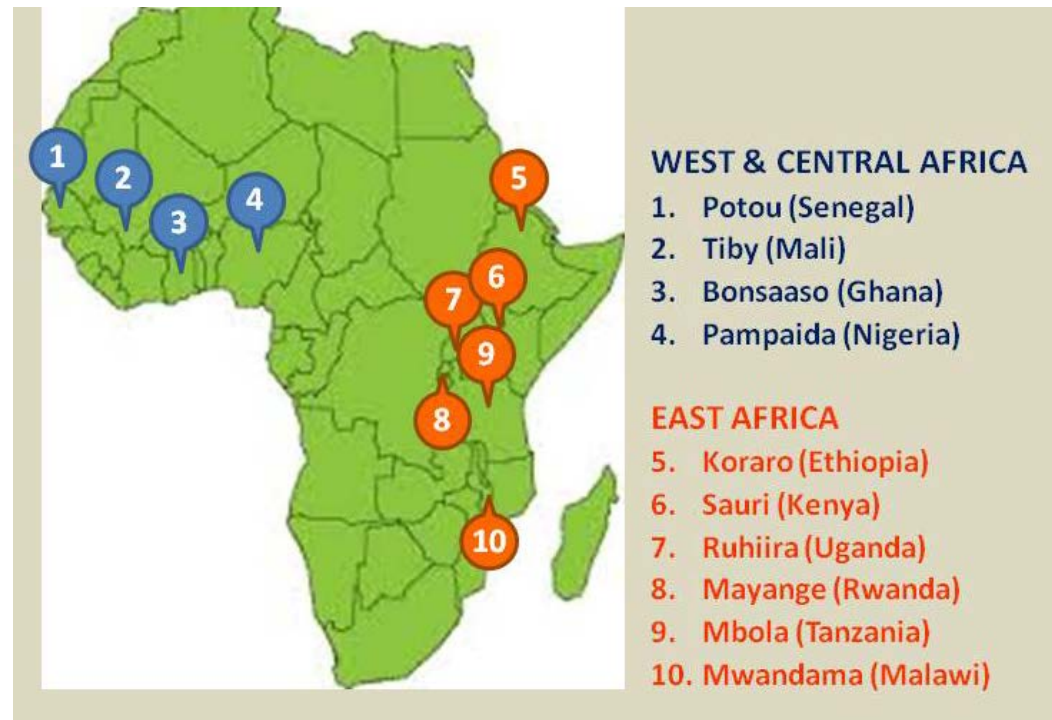 1
2
3
4
5
6
7
9
8
10
WEST & CENTRAL AFRICA
1. Potou (Senegal)
2. Tiby (Mali)
3. Bonsaaso (Ghana)
4. Pampaida (Nigeria)
EAST AFRICA
5. Koraro (Ethiopia)
6. Sauri (Kenya)
7. Ruhiira (Uganda)
8. Mayange (Rwanda)
9. Mbola (Tanzania)
10. Mwandama (Malawi)